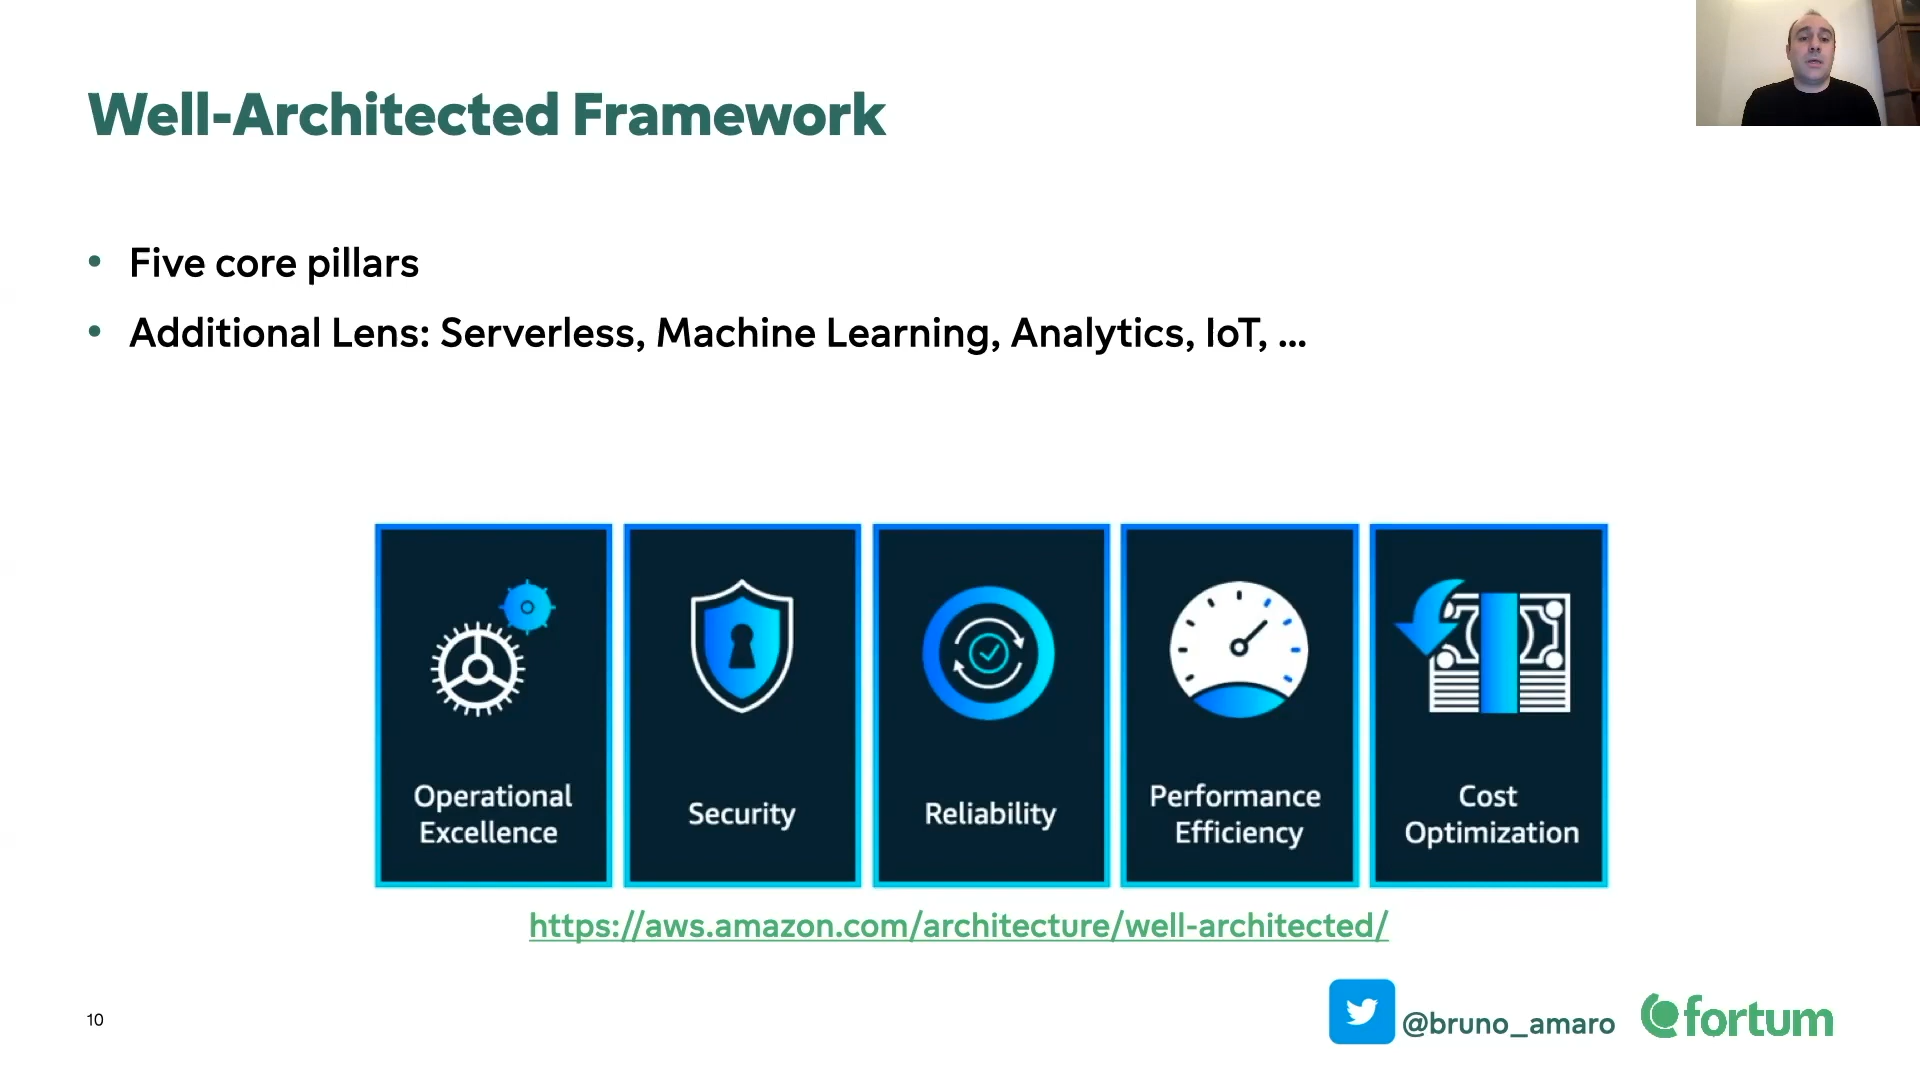 Well-Architected Framework
• Five core pillars
• Additional Lens: Serverless, Machine Learning, Analytics, IoT, ...
Operational
Excellence
Security
Reliability
Performance
Efficiency
Cost
Optimization
https://aws.amazon.com/architecture/well-architected/
10
@bruno_amaro
fortum